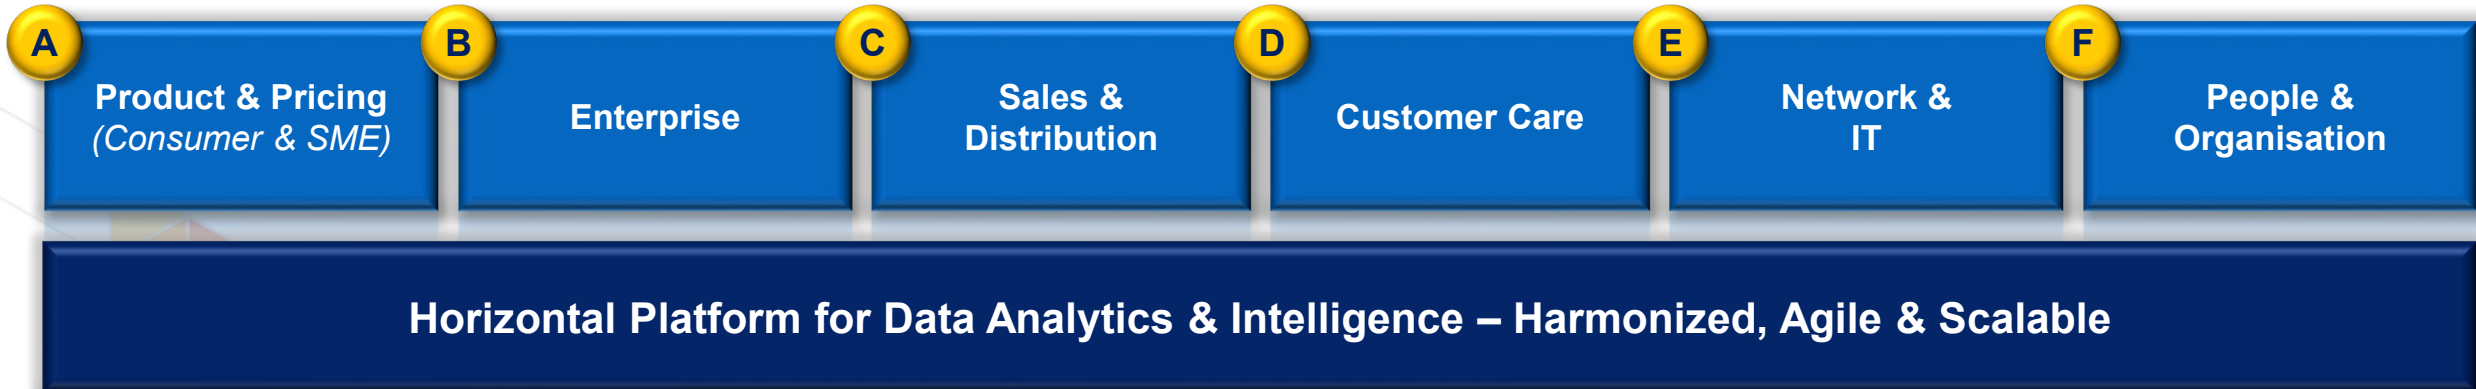 A
Product & Pricing
(Consumer & SME)
B
Enterprise
C
Sales &
Distribution
D
Customer Care
E
Network &
IT
F
People &
Organisation
Horizontal Platform for Data Analytics & Intelligence – Harmonized, Agile & Scalable